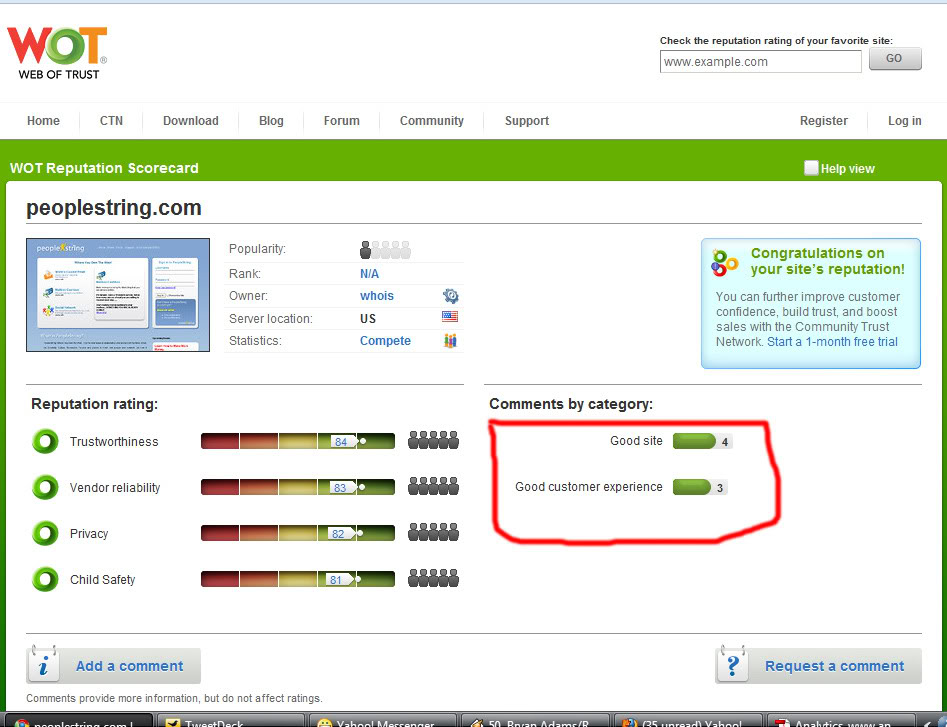 WOT®
WEB OF TRUST
Check the reputation rating of your favorite site:
www.example.com
GO
Home
CTN
Download
Blog
Forum
Community
Support
Register
Log in
WOT Reputation Scorecard
Help view
peoplestring.com
peoplestring
Popularity:
Rank:
N/A
Owner:
whois
Server location:
US
Statistics:
Compete
Congratulations on
your site's reputation!
You can further improve customer
confidence, build trust, and boost
sales with the Community Trust
Network. Start a 1-month free trial
Reputation rating:
Trustworthiness
84
Vendor reliability
83
Privacy
82
Child Safety
81
Comments by category:
Good site
4
Good customer experience
3
i
Add a comment
?
Request a comment
Comments provide more information, but do not affect ratings.
peoplestring.com |
TweetDeck
Yahoo! Messenger
50. Bryan Adams/R
(35 unread) Yahoo!
Analytics_www.an